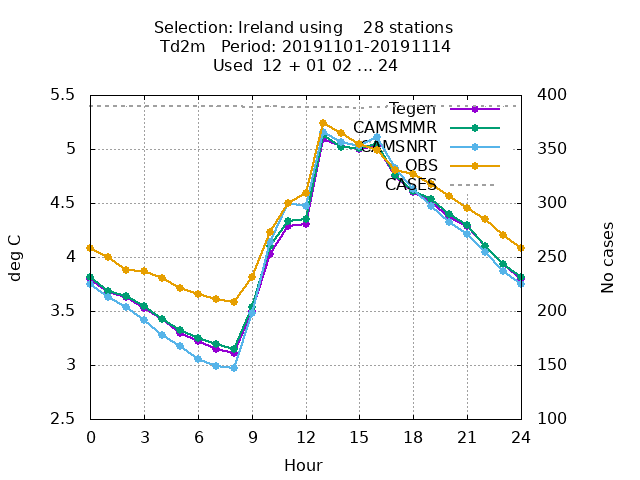 Selection: Ireland using    28 stations
Td2m   Period: 20191101-20191114
Used  12 + 01 02 ... 24
5.5
5
4.5
4
3.5
3
2.5
deg C
400
350
300
250
200
150
100
No cases
Tegen
CAMSMMR
CAMSNRT
OBS
CASES
0 3 6 9 12 15 18 21 24
Hour